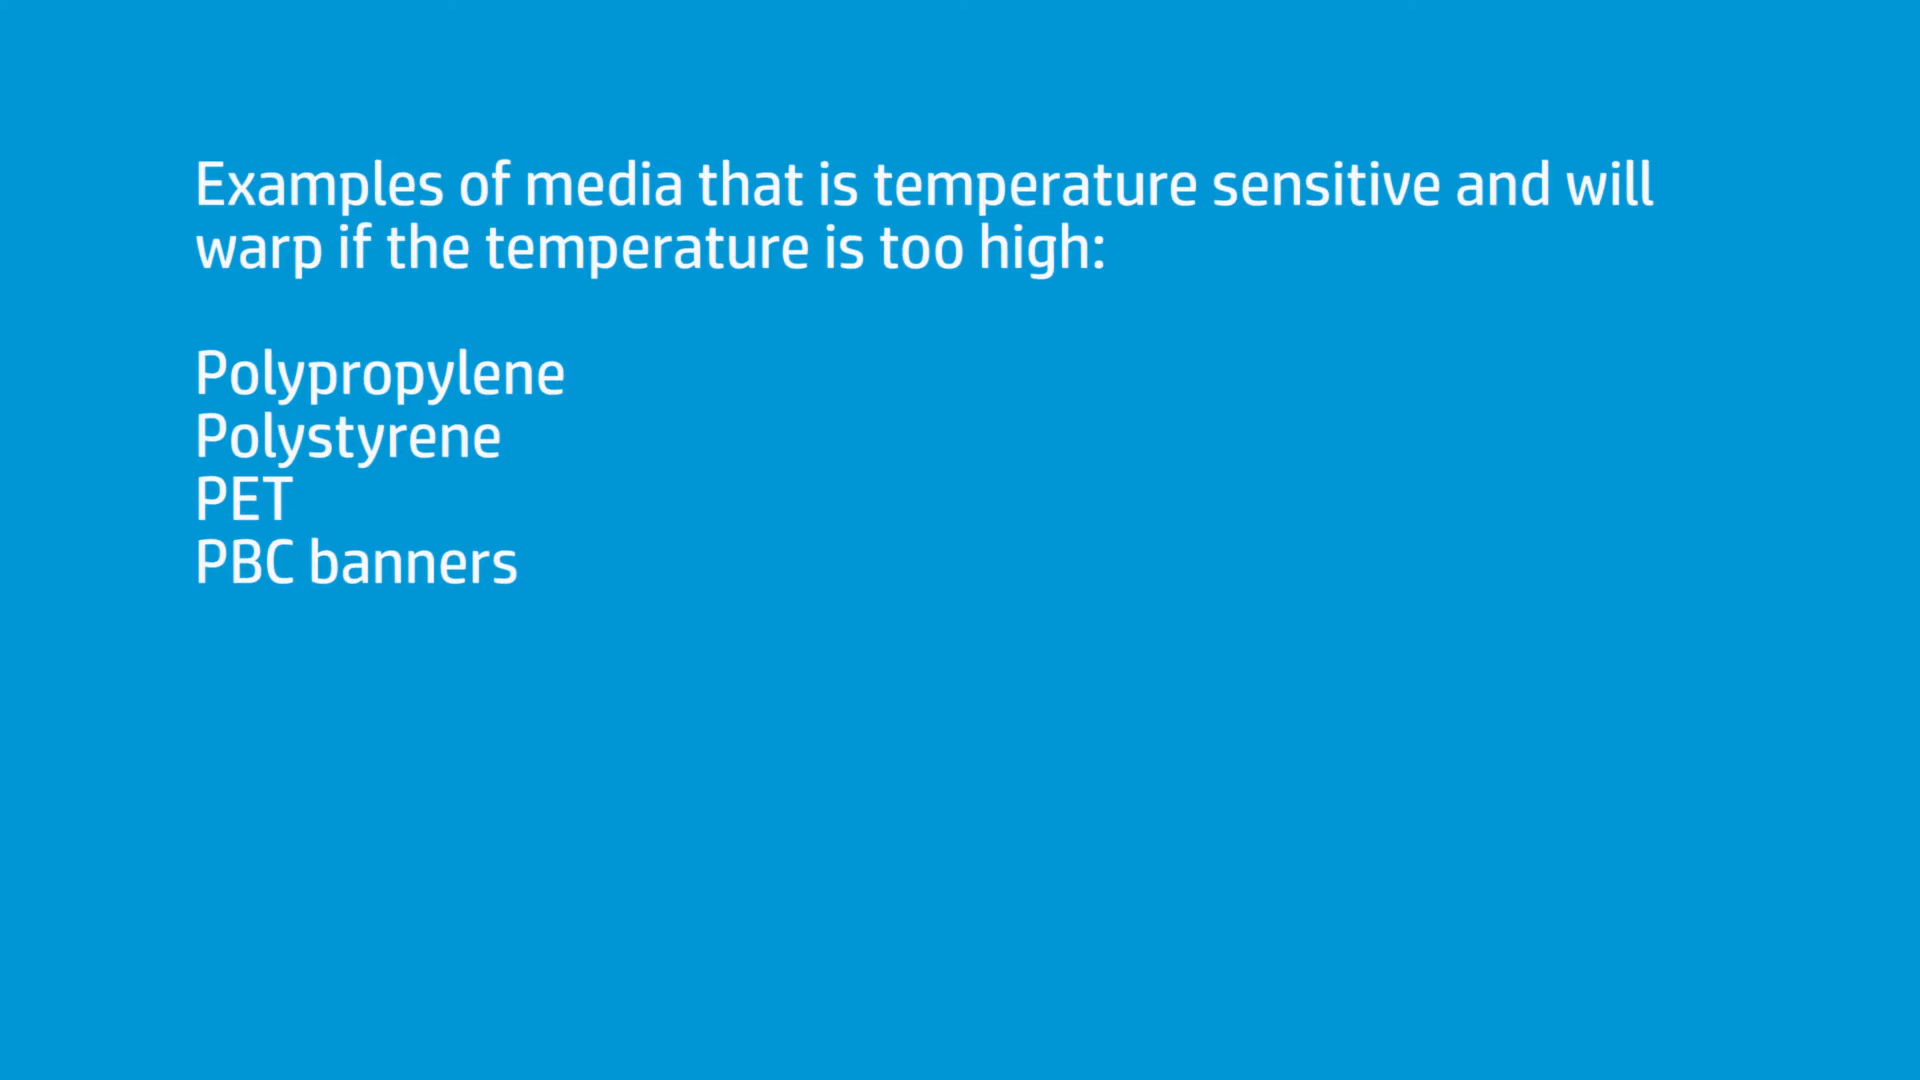 Examples of media that is temperature sensitive and will
warp if the temperature is too high:
Polypropylene
Polystyrene
PET
PBC banners